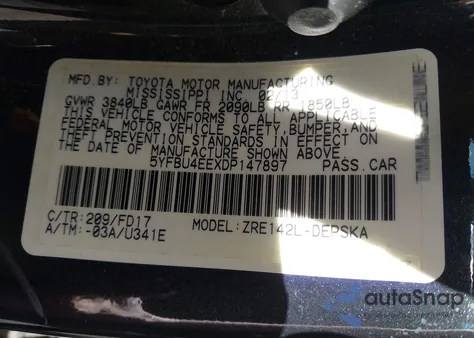 MFD.BY: TOYOTA MOTOR MANUFACTURING
MISSISSIPPI INC 02/13
GVWR 3840LB GAWR FR 2090LB RR 1850LB
THIS VEHICLE CONFORMS TO ALL APPLICABLE
FEDERAL MOTOR VEHICLE SAFETY,BUMPER,AND
THEFT PREVENTION STANDARDS IN EFFECT ON
THE DATE OF MANUFACTURE SHOWN ABOVE.
5YFBU4EEXDP147897 PASS.CAR
C/TR:209/FD17 MODEL:ZRE142L-DEPSKA
A/TM:-03A/U341E
autoSnap